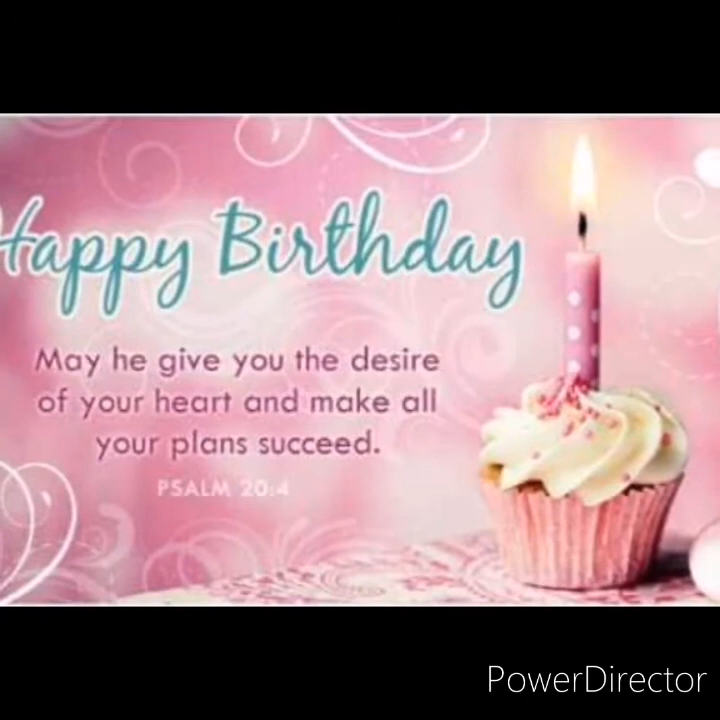 Happy Birthday
May he give you the desire
of your heart and make all
your plans succeed.
PSALM 20:4
PowerDirector